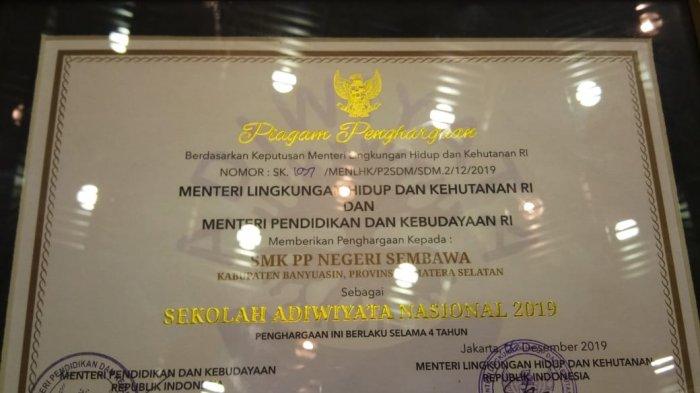 Piagam Penghargaan
Berdasarkan Keputusan Menteri Lingkungan Hidup dan Kehutanan RI
NOMOR : SK. /MENLHK/P2SDM/SDM.2/12/2019
MENTERI LINGKUNGAN HIDUP DAN KEHUTANAN RI
DAN
MENTERI PENDIDIKAN DAN KEBUDAYAAN RI
Memberikan Penghargaan Kepada :
SMK PP NEGERI SEMBAWA
KABUPATEN BANYUASIN, PROVINSI SUMATERA SELATAN
Sebagai
SEKOLAH ADIWIYATA NASIONAL 2019
PENGHARGAAN INI BERLAKU SELAMA 4 TAHUN
Jakarta, Desember 2019
MENTERI PENDIDIKAN DAN KEBUDAYAAN
REPUBLIK INDONESIA
MENTERI LINGKUNGAN HIDUP DAN KEHUTANAN
REPUBLIK INDONESIA